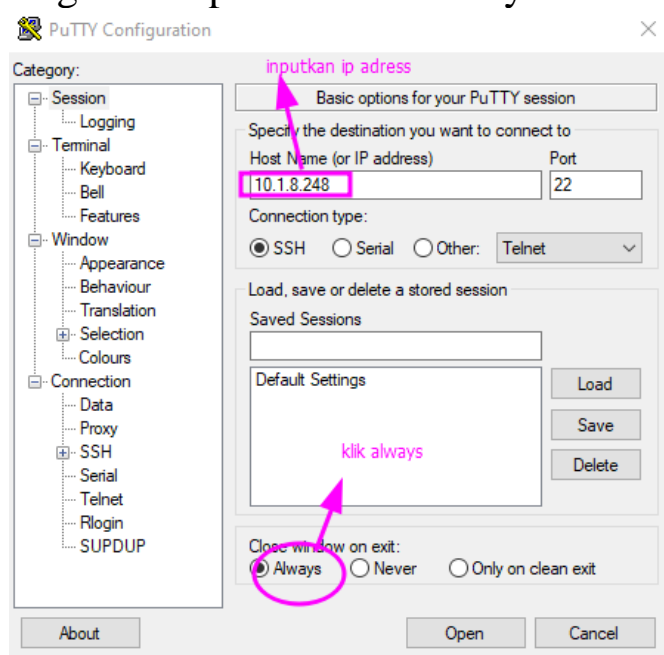 PuTTY Configuration
Category:
inputkan ip adress
Session
Logging
Terminal
Keyboard
Bell
Features
Window
Appearance
Behaviour
Translation
Selection
Colours
Connection
Data
Proxy
SSH
Serial
Telnet
Rlogin
SUPDUP
Basic options for your PuTTY session
Specify the destination you want to connect to
Host Name (or IP address) Port
10.1.8.248 22
Connection type:
SSH Serial Other: Telnet
Load, save or delete a stored session
Saved Sessions
Default Settings
Load
Save
Delete
klik always
Close window on exit:
Always Never Only on clean exit
About Open Cancel